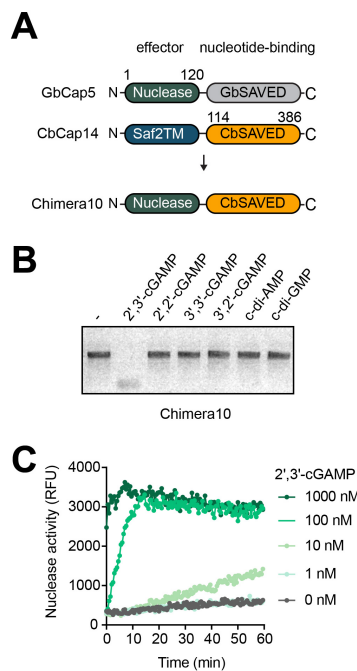 A
effector nucleotide-binding
1 120
GbCap5 N- Nuclease GbSAVED -C
114 386
CbCap14 N- Saf2TM CbSAVED -C
Chimera10 N- Nuclease CbSAVED -C
B
- 2',3'-cGAMP 2',2'-cGAMP 3',3'-cGAMP 3',2'-cGAMP c-di-AMP c-di-GMP
Chimera10
C
Nuclease activity (RFU)
4000
3000
2000
1000
0
0 10 20 30 40 50 60
Time (min)
2',3'-cGAMP
1000 nM
100 nM
10 nM
1 nM
0 nM